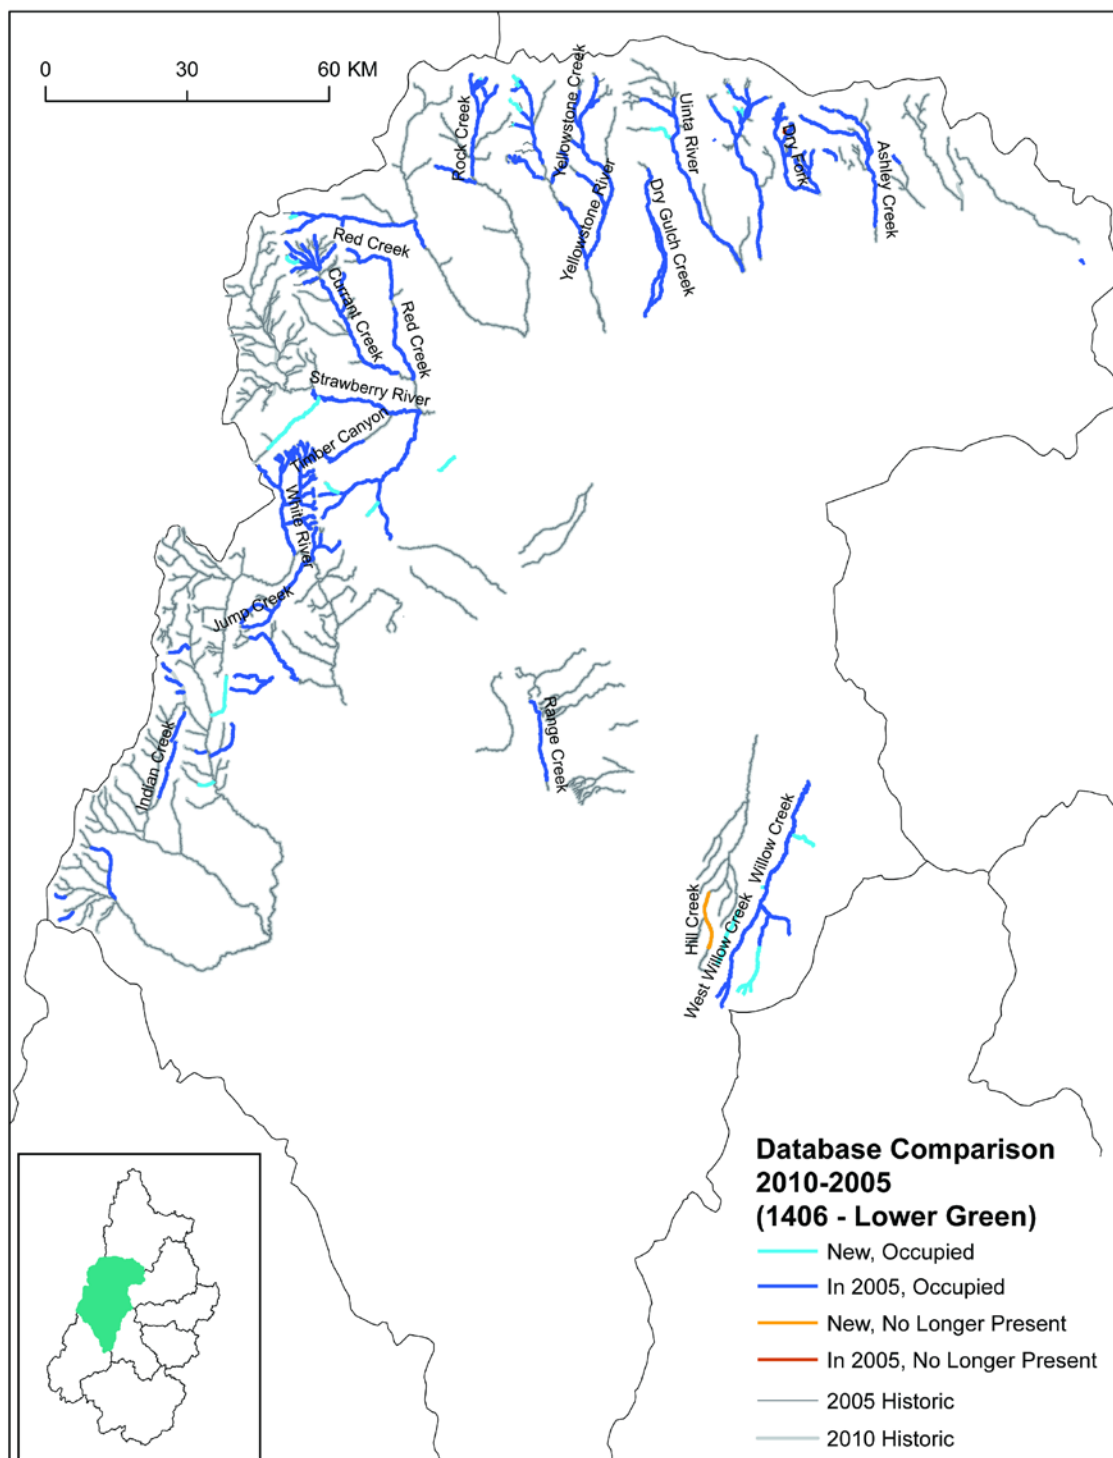 0 30 60 KM
Rock Creek
Yellowstone Creek
Uinta River
Dry Fork
Ashley Creek
Yellowstone River
Dry Gulch Creek
Red Creek
Currant Creek
Red Creek
Strawberry River
Timber Canyon
White River
Jump Creek
Indian Creek
Range Creek
Willow Creek
Hill Creek
West Willow Creek
Database Comparison
2010-2005
(1406 - Lower Green)
New, Occupied
In 2005, Occupied
New, No Longer Present
In 2005, No Longer Present
2005 Historic
2010 Historic